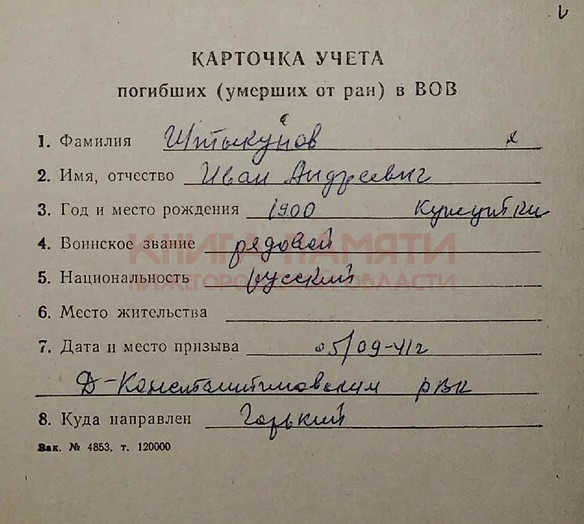 КАРТОЧКА УЧЕТА
погибших (умерших от ран) в ВОВ
1. Фамилия Штыкунов
2. Имя, отчество Иван Андреевич
3. Год и место рождения 1900 Кужутки
КНИГА ПАМЯТИ
4. Воинское звание рядовой
НИЖЕГОРОДСКОЙ ОБЛАСТИ
5. Национальность русский
6. Место жительства
7. Дата и место призыва 05/09-41г
Д-Константиновским РВК
8. Куда направлен Горький
Зак. № 4853, т. 120000